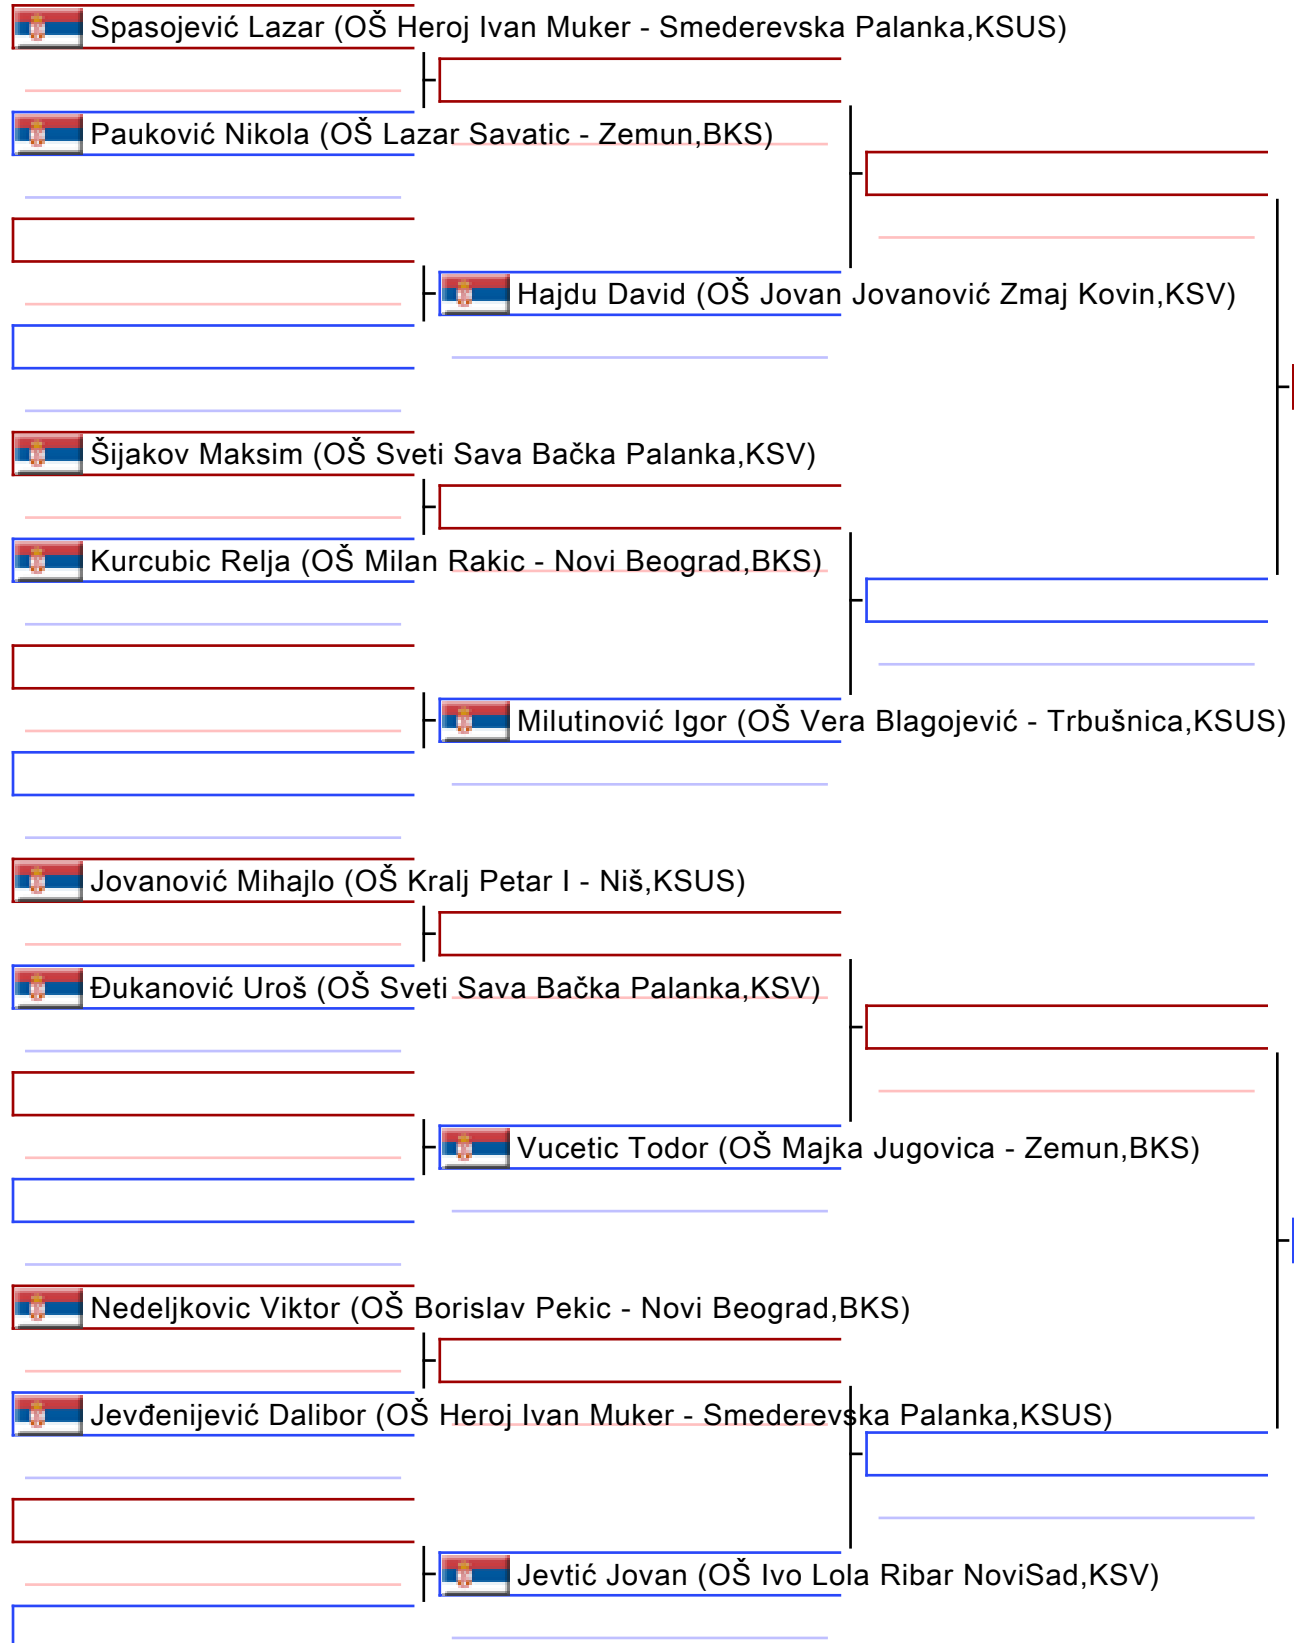 Spasojević Lazar (OŠ Heroj Ivan Muker - Smederevska Palanka,KSUS)
Pauković Nikola (OŠ Lazar Savatic - Zemun,BKS)
Hajdu David (OŠ Jovan Jovanović Zmaj Kovin,KSV)
Šijakov Maksim (OŠ Sveti Sava Bačka Palanka,KSV)
Kurcubic Relja (OŠ Milan Rakic - Novi Beograd,BKS)
Milutinović Igor (OŠ Vera Blagojević - Trbušnica,KSUS)
Jovanović Mihajlo (OŠ Kralj Petar I - Niš,KSUS)
Đukanović Uroš (OŠ Sveti Sava Bačka Palanka,KSV)
Vucetic Todor (OŠ Majka Jugovica - Zemun,BKS)
Nedeljkovic Viktor (OŠ Borislav Pekic - Novi Beograd,BKS)
Jevđenijević Dalibor (OŠ Heroj Ivan Muker - Smederevska Palanka,KSUS)
Jevtić Jovan (OŠ Ivo Lola Ribar NoviSad,KSV)